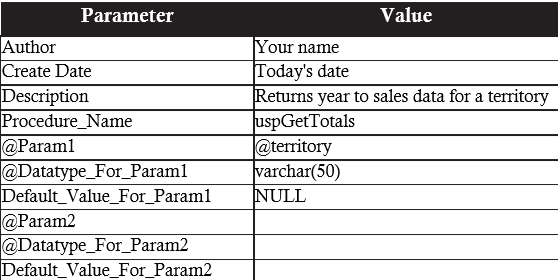 Parameter Value
Author Your name
Create Date Today's date
Description Returns year to sales data for a territory
Procedure_Name uspGetTotals
@Param1 @territory
@Datatype_For_Param1 varchar(50)
Default_Value_For_Param1 NULL
@Param2
@Datatype_For_Param2
Default_Value_For_Param2